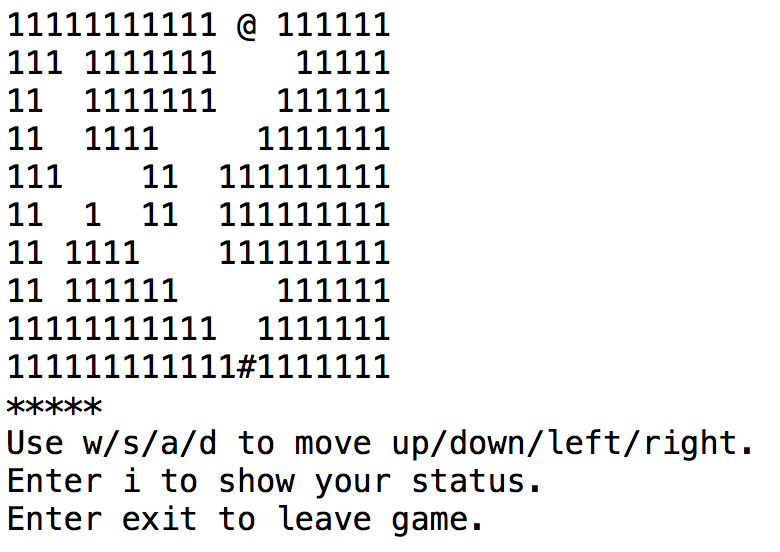 11111111111 @ 111111
111 1111111    11111
11  1111111   111111
11  1111     1111111
111    11  111111111
11  1  11  111111111
11 1111    111111111
11 111111     111111
11111111111  1111111
111111111111#1111111
*****
Use w/s/a/d to move up/down/left/right.
Enter i to show your status.
Enter exit to leave game.